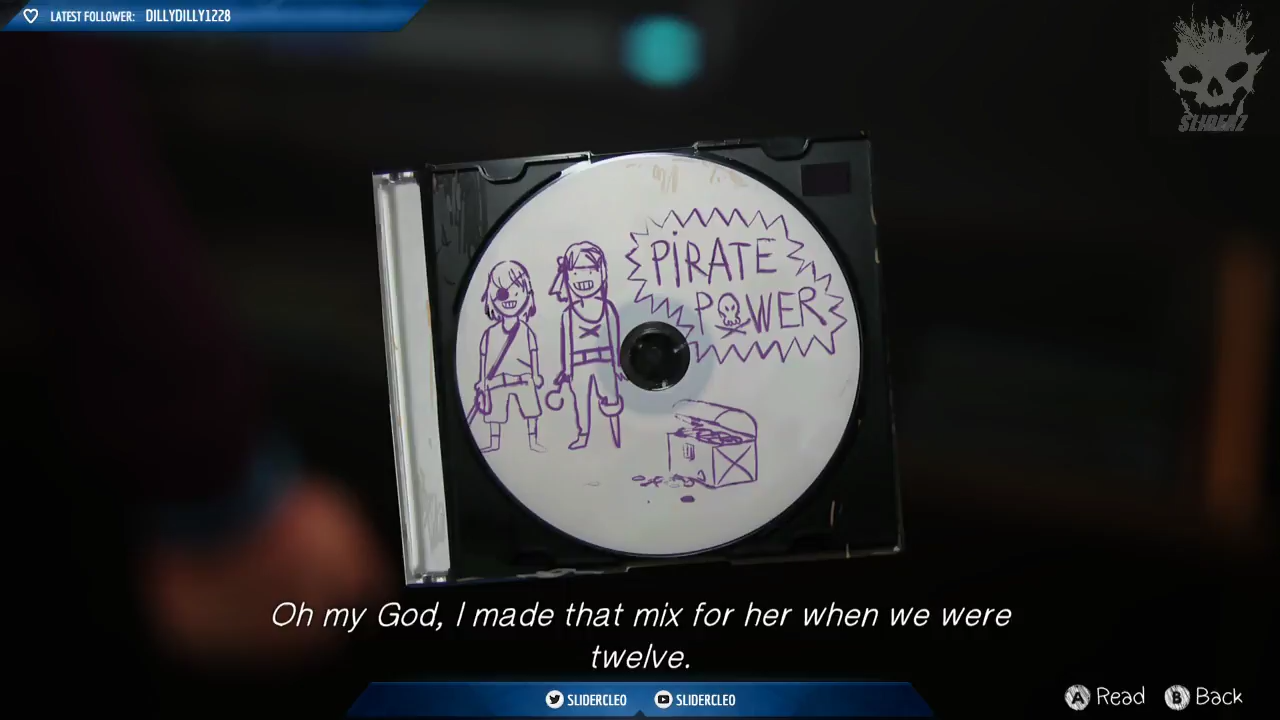 LATEST FOLLOWER: DILLYDILLY1228
SLIDERZ
PiRATE
POWER
Oh my God, I made that mix for her when we were
twelve.
SLIDERCLEO SLIDERCLEO
A Read B Back